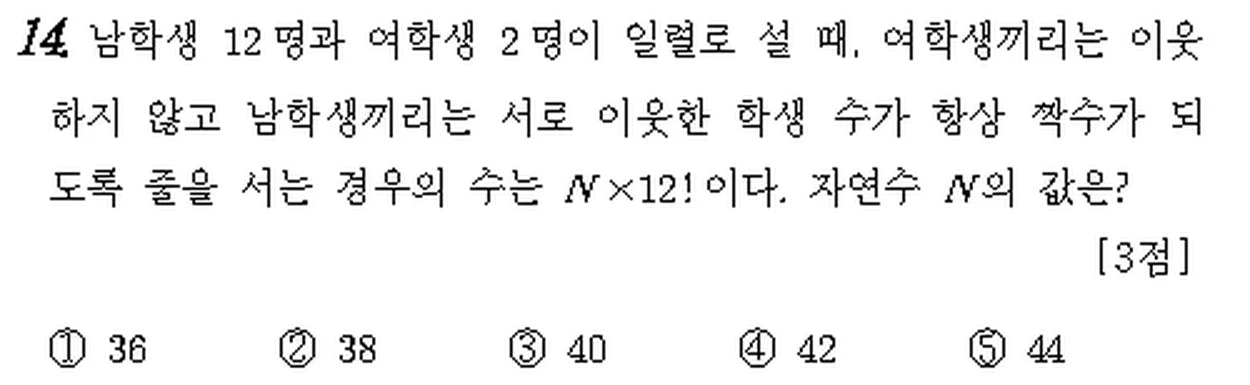 14. 남학생 12명과 여학생 2명이 일렬로 설 때, 여학생끼리는 이웃
하지 않고 남학생끼리는 서로 이웃한 학생 수가 항상 짝수가 되
도록 줄을 서는 경우의 수는 N×12!이다. 자연수 N의 값은?
[3점]
① 36 ② 38 ③ 40 ④ 42 ⑤ 44